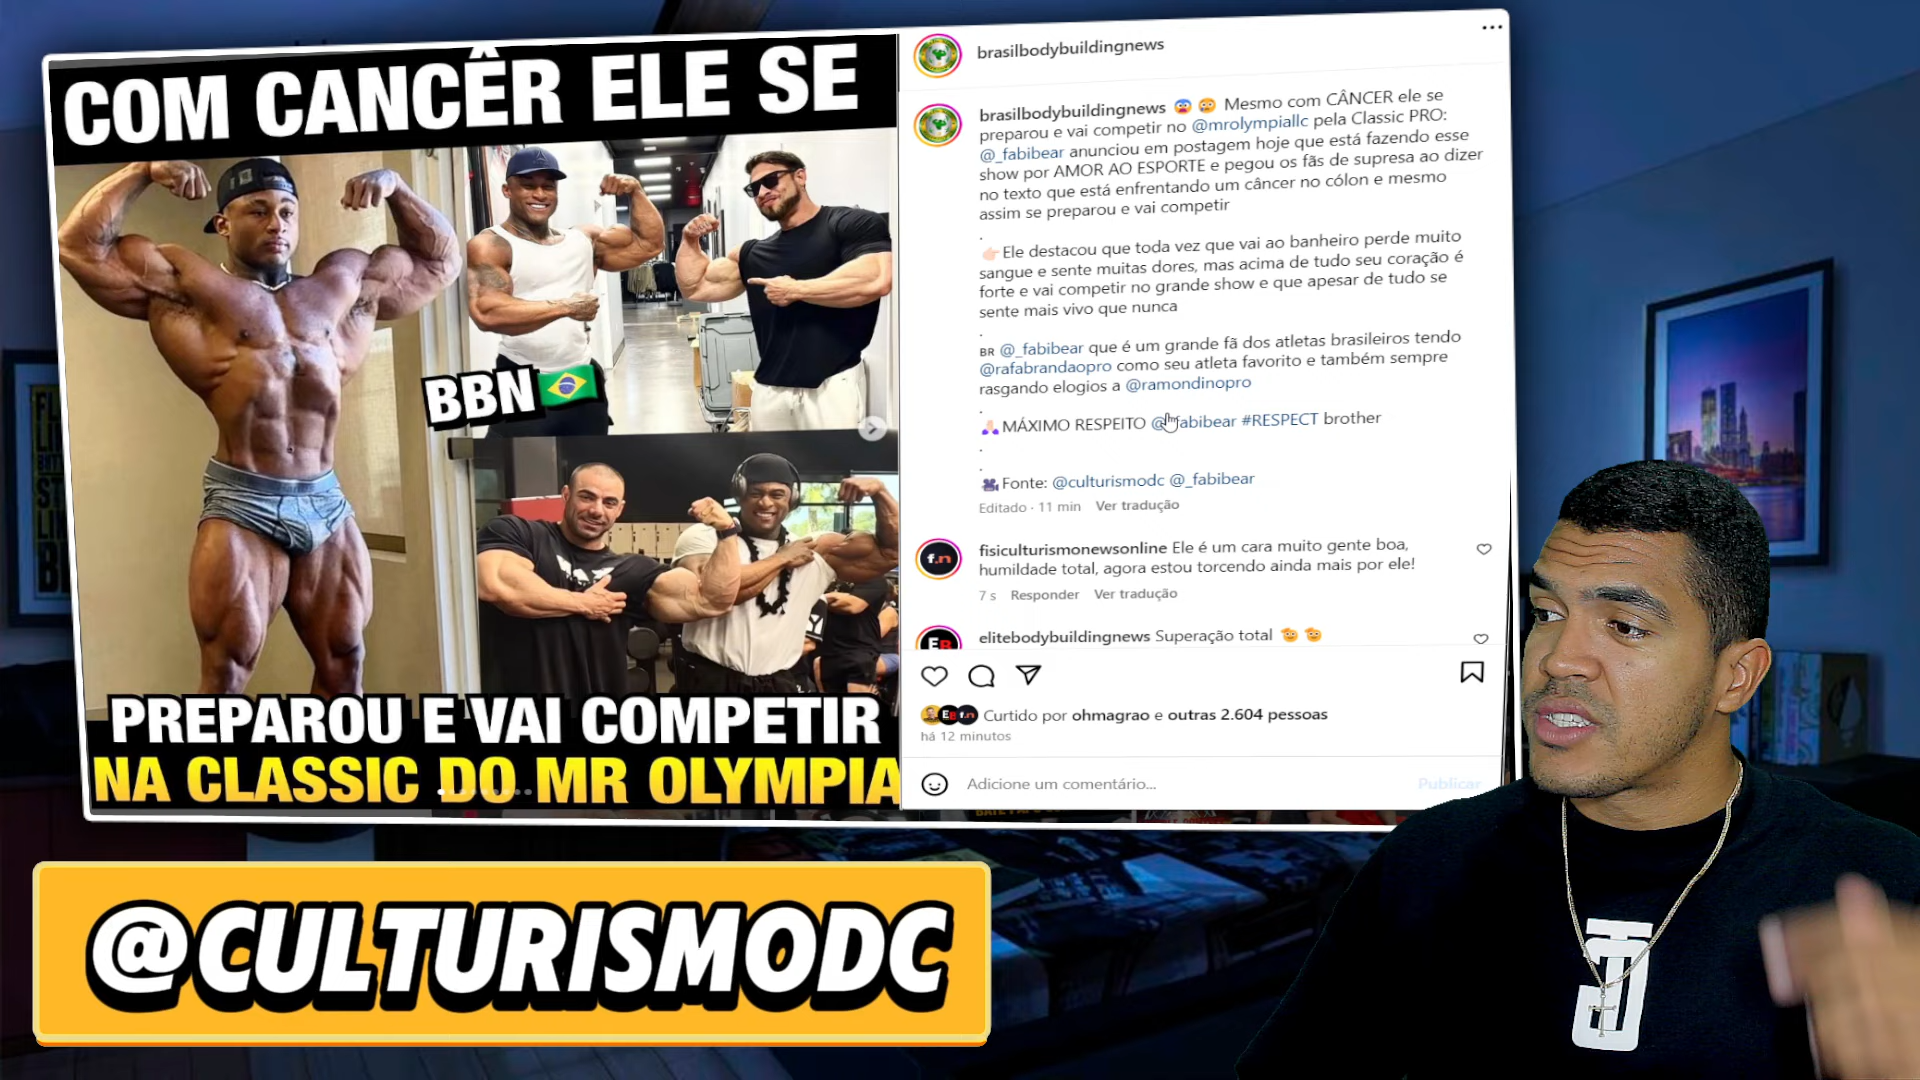 COM CANCÊR ELE SE
BBN
PREPAROU E VAI COMPETIR
NA CLASSIC DO MR OLYMPIA
brasilbodybuildingnews
brasilbodybuildingnews 😨 😳 Mesmo com CÂNCER ele se
preparou e vai competir no @mrolympiallc pela Classic PRO:
@_fabibear anunciou em postagem hoje que está fazendo esse
show por AMOR AO ESPORTE e pegou os fãs de supresa ao dizer
no texto que está enfrentando um câncer no cólon e mesmo
assim se preparou e vai competir
.
👉🏻Ele destacou que toda vez que vai ao banheiro perde muito
sangue e sente muitas dores, mas acima de tudo seu coração é
forte e vai competir no grande show e que apesar de tudo se
sente mais vivo que nunca
.
BR @_fabibear que é um grande fã dos atletas brasileiros tendo
@rafabrandaopro como seu atleta favorito e também sempre
rasgando elogios a @ramondinopro
.
🙏🏻MÁXIMO RESPEITO @_fabibear #RESPECT brother
.
.
🎥Fonte: @culturismodc @_fabibear
Editado · 11 min Ver tradução
f.n
fisiculturismonewsonline Ele é um cara muito gente boa,
humildade total, agora estou torcendo ainda mais por ele!
7 s Responder Ver tradução
EB
elitebodybuildingnews Superação total 🫡 🫡
Curtido por ohmagrao e outras 2.604 pessoas
há 12 minutos
Adicione um comentário...
Publicar
@CULTURISMODC